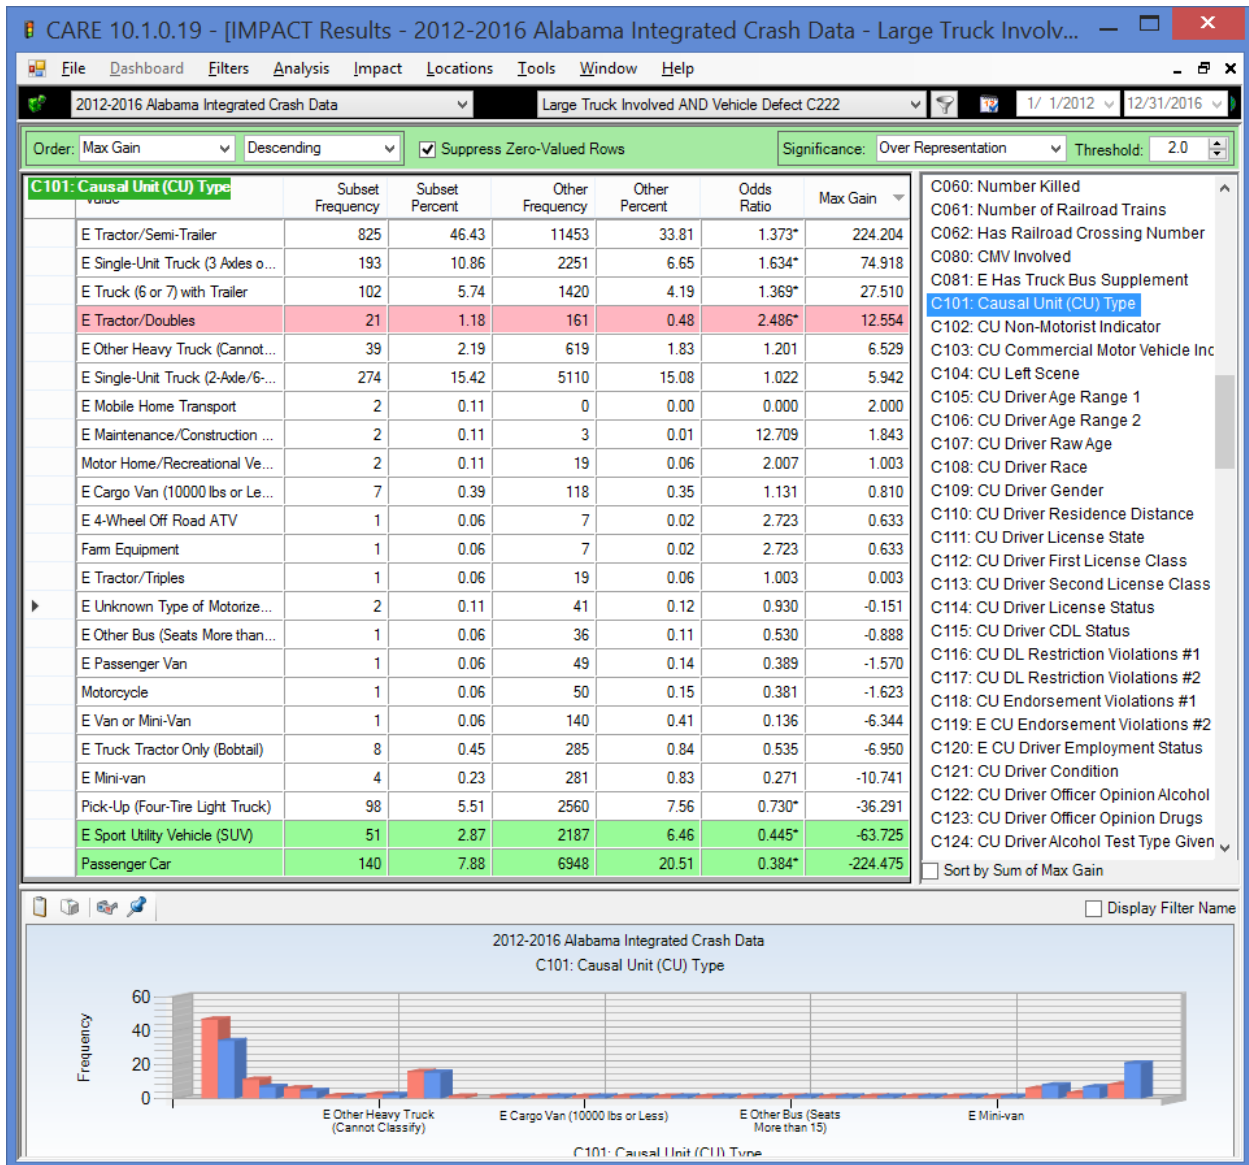 CARE 10.1.0.19 - [IMPACT Results - 2012-2016 Alabama Integrated Crash Data - Large Truck Involv...
File Dashboard Filters Analysis Impact Locations Tools Window Help
2012-2016 Alabama Integrated Crash Data Large Truck Involved AND Vehicle Defect C222 1/ 1/2012 12/31/2016
Order: Max Gain Descending Suppress Zero-Valued Rows Significance: Over Representation Threshold: 2.0
C101: Causal Unit (CU) Type Subset Frequency Subset Percent Other Frequency Other Percent Odds Ratio Max Gain
E Tractor/Semi-Trailer 825 46.43 11453 33.81 1.373* 224.204
E Single-Unit Truck (3 Axles o... 193 10.86 2251 6.65 1.634* 74.918
E Truck (6 or 7) with Trailer 102 5.74 1420 4.19 1.369* 27.510
E Tractor/Doubles 21 1.18 161 0.48 2.486* 12.554
E Other Heavy Truck (Cannot... 39 2.19 619 1.83 1.201 6.529
E Single-Unit Truck (2-Axle/6-... 274 15.42 5110 15.08 1.022 5.942
E Mobile Home Transport 2 0.11 0 0.00 0.000 2.000
E Maintenance/Construction ... 2 0.11 3 0.01 12.709 1.843
Motor Home/Recreational Ve... 2 0.11 19 0.06 2.007 1.003
E Cargo Van (10000 lbs or Le... 7 0.39 118 0.35 1.131 0.810
E 4-Wheel Off Road ATV 1 0.06 7 0.02 2.723 0.633
Farm Equipment 1 0.06 7 0.02 2.723 0.633
E Tractor/Triples 1 0.06 19 0.06 1.003 0.003
E Unknown Type of Motorize... 2 0.11 41 0.12 0.930 -0.151
E Other Bus (Seats More than... 1 0.06 36 0.11 0.530 -0.888
E Passenger Van 1 0.06 49 0.14 0.389 -1.570
Motorcycle 1 0.06 50 0.15 0.381 -1.623
E Van or Mini-Van 1 0.06 140 0.41 0.136 -6.344
E Truck Tractor Only (Bobtail) 8 0.45 285 0.84 0.535 -6.950
E Mini-van 4 0.23 281 0.83 0.271 -10.741
Pick-Up (Four-Tire Light Truck) 98 5.51 2560 7.56 0.730* -36.291
E Sport Utility Vehicle (SUV) 51 2.87 2187 6.46 0.445* -63.725
Passenger Car 140 7.88 6948 20.51 0.384* -224.475
C060: Number Killed
C061: Number of Railroad Trains
C062: Has Railroad Crossing Number
C080: CMV Involved
C081: E Has Truck Bus Supplement
C101: Causal Unit (CU) Type
C102: CU Non-Motorist Indicator
C103: CU Commercial Motor Vehicle Inc
C104: CU Left Scene
C105: CU Driver Age Range 1
C106: CU Driver Age Range 2
C107: CU Driver Raw Age
C108: CU Driver Race
C109: CU Driver Gender
C110: CU Driver Residence Distance
C111: CU Driver License State
C112: CU Driver First License Class
C113: CU Driver Second License Class
C114: CU Driver License Status
C115: CU Driver CDL Status
C116: CU DL Restriction Violations #1
C117: CU DL Restriction Violations #2
C118: CU Endorsement Violations #1
C119: E CU Endorsement Violations #2
C120: E CU Driver Employment Status
C121: CU Driver Condition
C122: CU Driver Officer Opinion Alcohol
C123: CU Driver Officer Opinion Drugs
C124: CU Driver Alcohol Test Type Given
Sort by Sum of Max Gain
Display Filter Name
2012-2016 Alabama Integrated Crash Data
C101: Causal Unit (CU) Type
Frequency
60
40
20
0
E Other Heavy Truck (Cannot Classify)
E Cargo Van (10000 lbs or Less)
E Other Bus (Seats More than 15)
E Mini-van
C101: Causal Unit (CU) Type